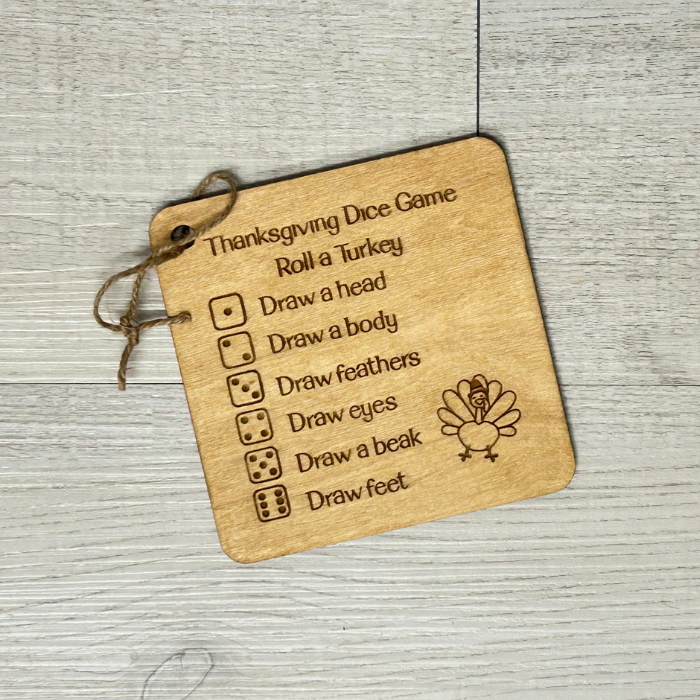 Thanksgiving Dice Game
Roll a Turkey
Draw a head
Draw a body
Draw feathers
Draw eyes
Draw a beak
Draw feet